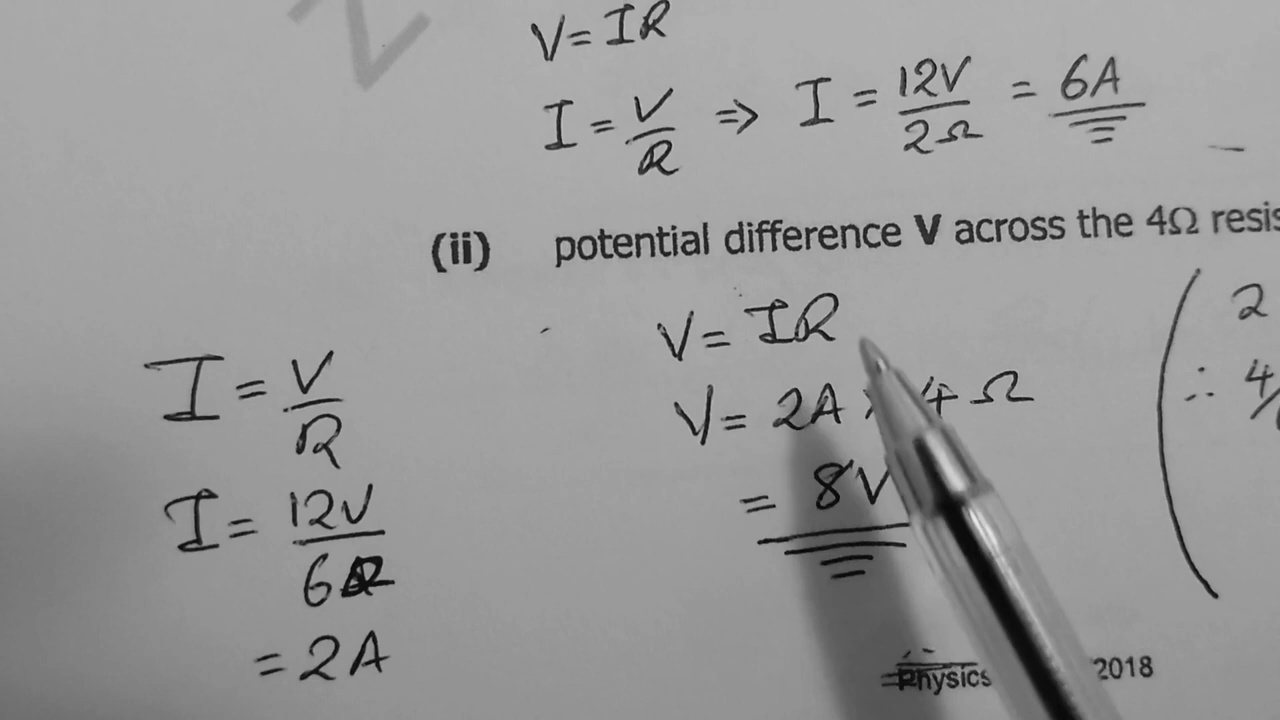 V = IR
I = V/R ⇒ I = 12V/2Ω = 6A
(ii) potential difference V across the 4Ω
V = IR
V = 2A × 4Ω
= 8V
I = V/R
I = 12V/6Ω
= 2A
2
∴ 4/
Physics 2018